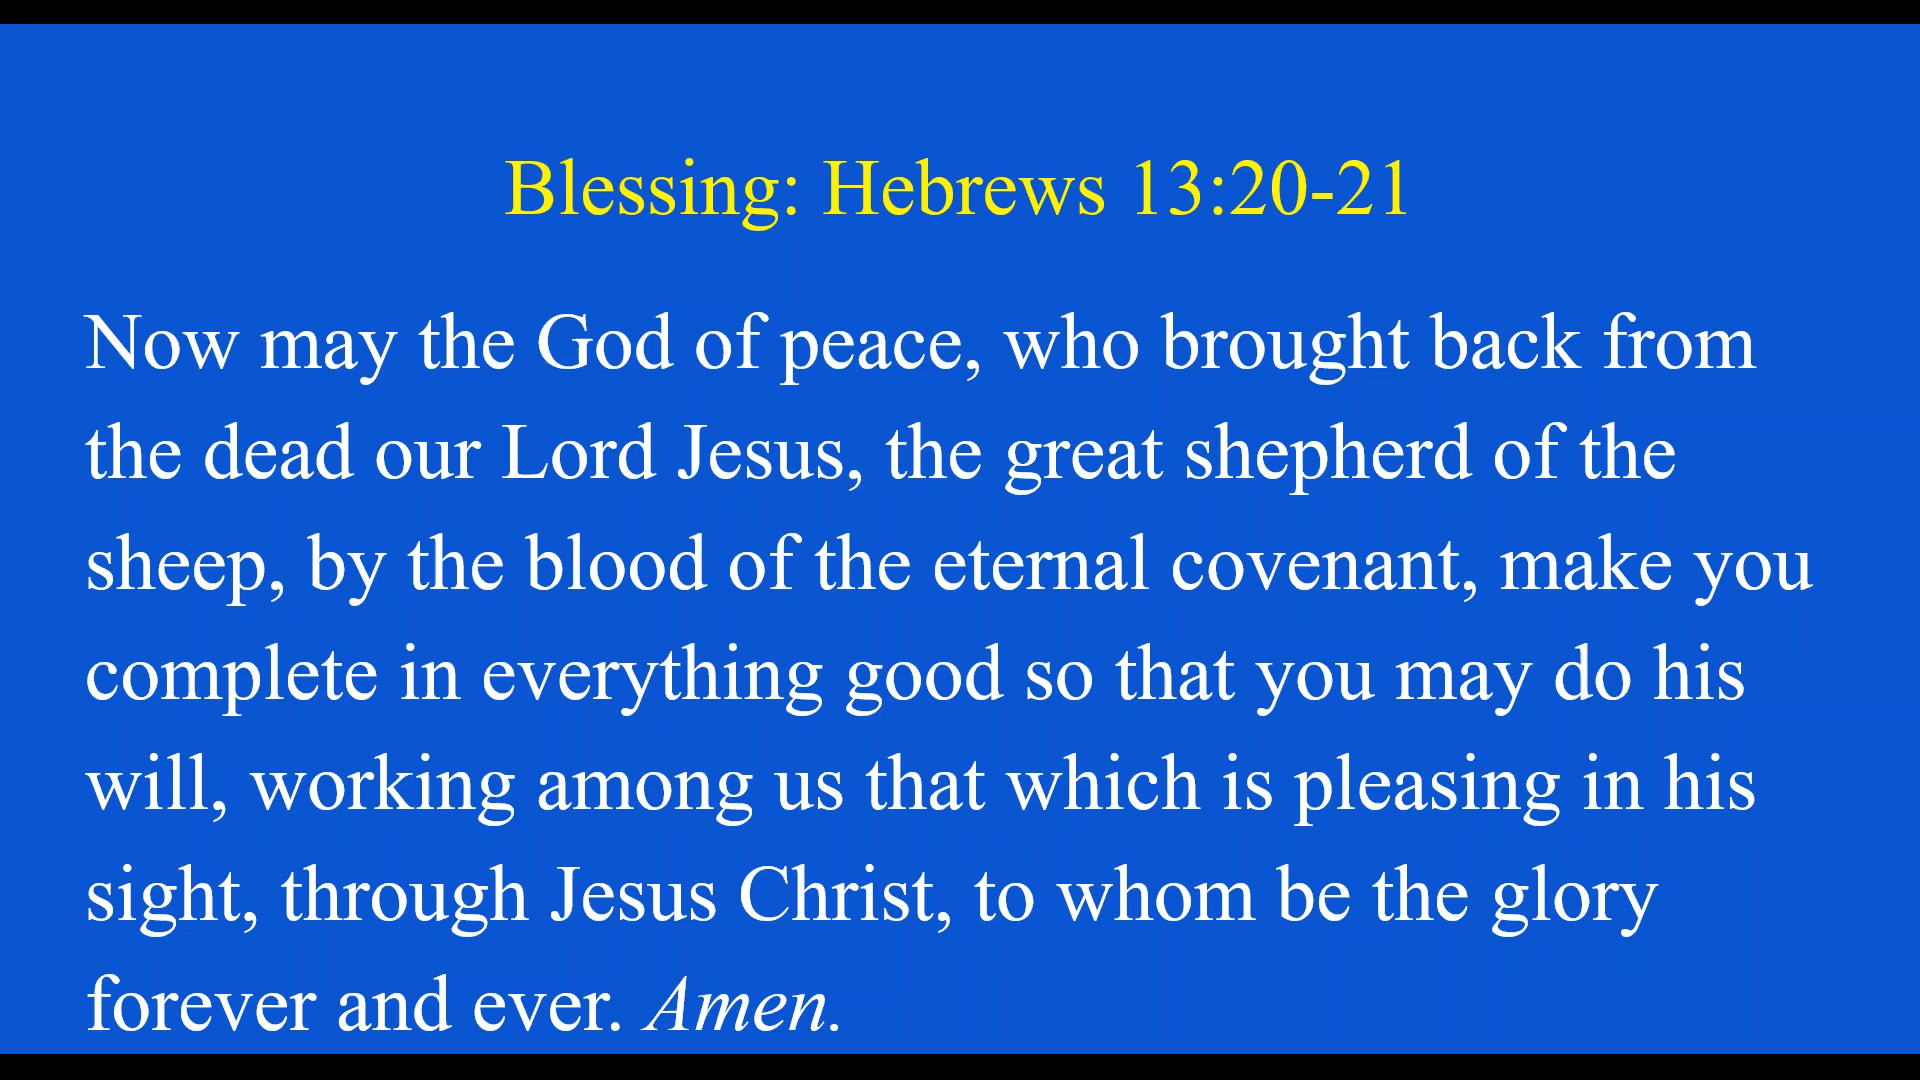 Blessing: Hebrews 13:20-21
Now may the God of peace, who brought back from
the dead our Lord Jesus, the great shepherd of the
sheep, by the blood of the eternal covenant, make you
complete in everything good so that you may do his
will, working among us that which is pleasing in his
sight, through Jesus Christ, to whom be the glory
forever and ever. Amen.